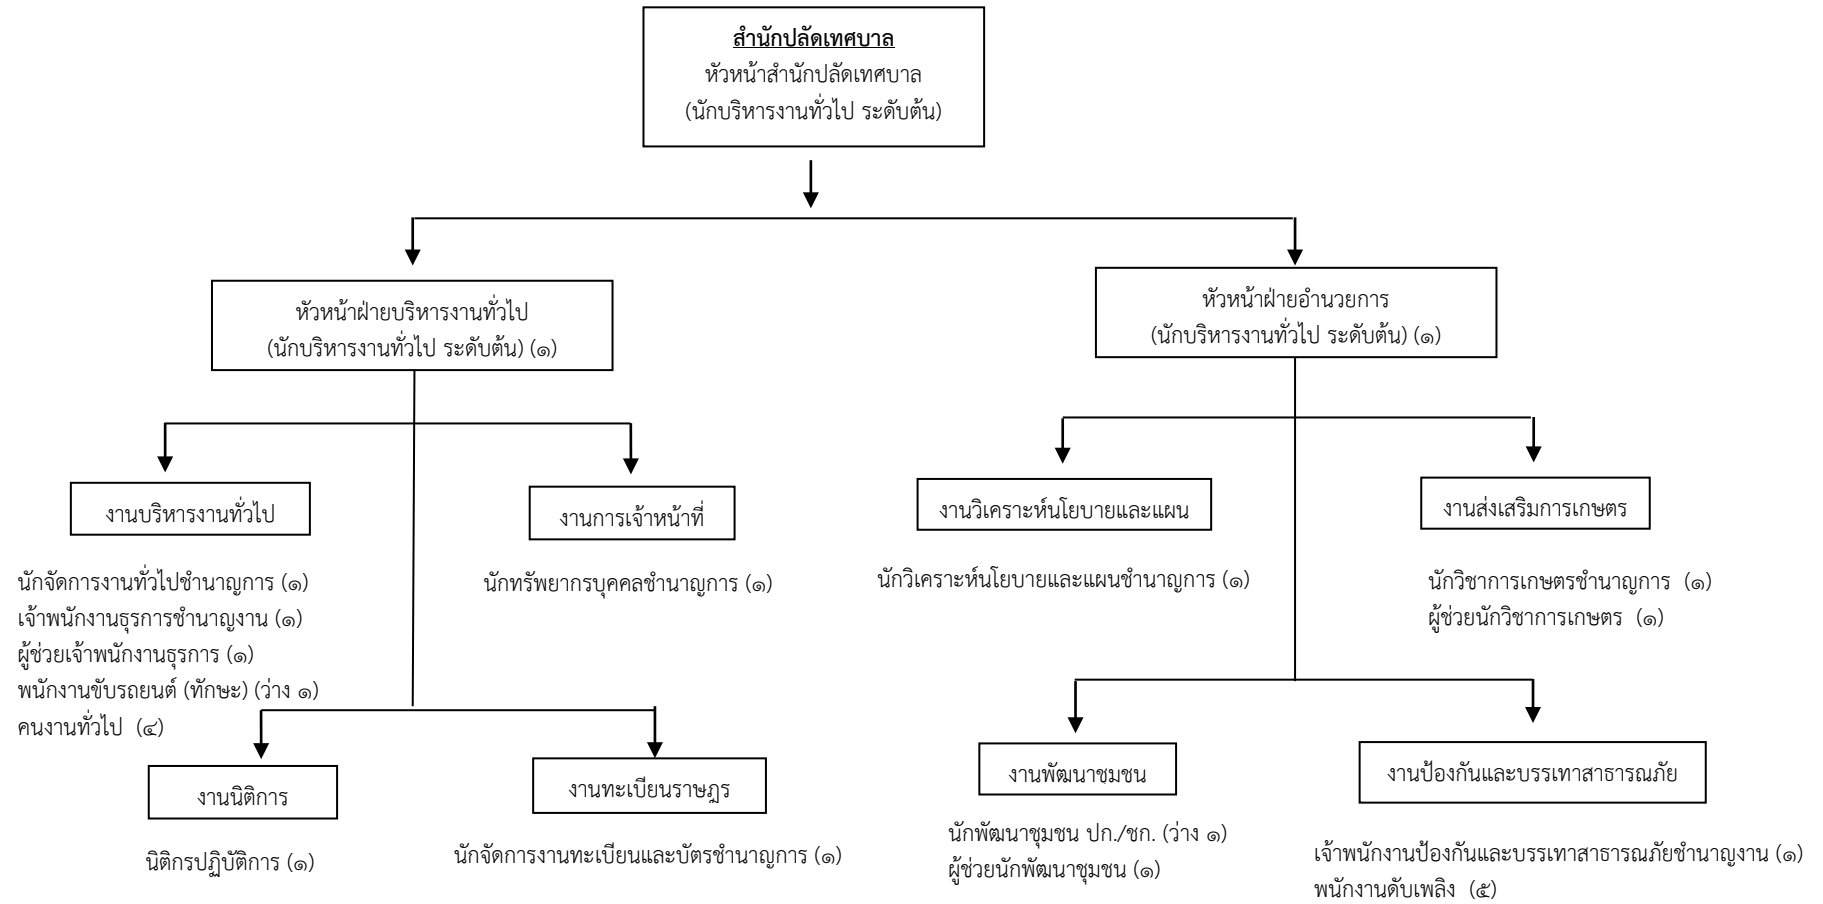 สำนักปลัดเทศบาล
หัวหน้าสำนักปลัดเทศบาล
(นักบริหารงานทั่วไป ระดับต้น)
หัวหน้าฝ่ายบริหารงานทั่วไป
(นักบริหารงานทั่วไป ระดับต้น) (๑)
หัวหน้าฝ่ายอำนวยการ
(นักบริหารงานทั่วไป ระดับต้น) (๑)
งานบริหารงานทั่วไป
นักจัดการงานทั่วไปชำนาญการ (๑)
เจ้าพนักงานธุรการชำนาญงาน (๑)
ผู้ช่วยเจ้าพนักงานธุรการ (๑)
พนักงานขับรถยนต์ (ทักษะ) (ว่าง ๑)
คนงานทั่วไป (๔)
งานการเจ้าหน้าที่
นักทรัพยากรบุคคลชำนาญการ (๑)
งานวิเคราะห์นโยบายและแผน
นักวิเคราะห์นโยบายและแผนชำนาญการ (๑)
งานส่งเสริมการเกษตร
นักวิชาการเกษตรชำนาญการ (๑)
ผู้ช่วยนักวิชาการเกษตร (๑)
งานนิติการ
นิติกรปฏิบัติการ (๑)
งานทะเบียนราษฎร
นักจัดการงานทะเบียนและบัตรชำนาญการ (๑)
งานพัฒนาชุมชน
นักพัฒนาชุมชน ปก./ชก. (ว่าง ๑)
ผู้ช่วยนักพัฒนาชุมชน (๑)
งานป้องกันและบรรเทาสาธารณภัย
เจ้าพนักงานป้องกันและบรรเทาสาธารณภัยชำนาญงาน (๑)
พนักงานดับเพลิง (๕)